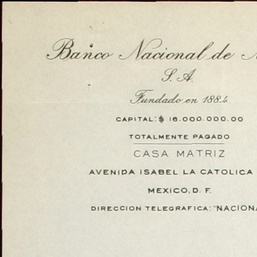 Banco Nacional de
S. A.
Fundado en 1884
CAPITAL: $ 16.000.000.00
TOTALMENTE PAGADO
CASA MATRIZ
AVENIDA ISABEL LA CATOLICA
MEXICO, D. F.
DIRECCION TELEGRAFICA: "NACION